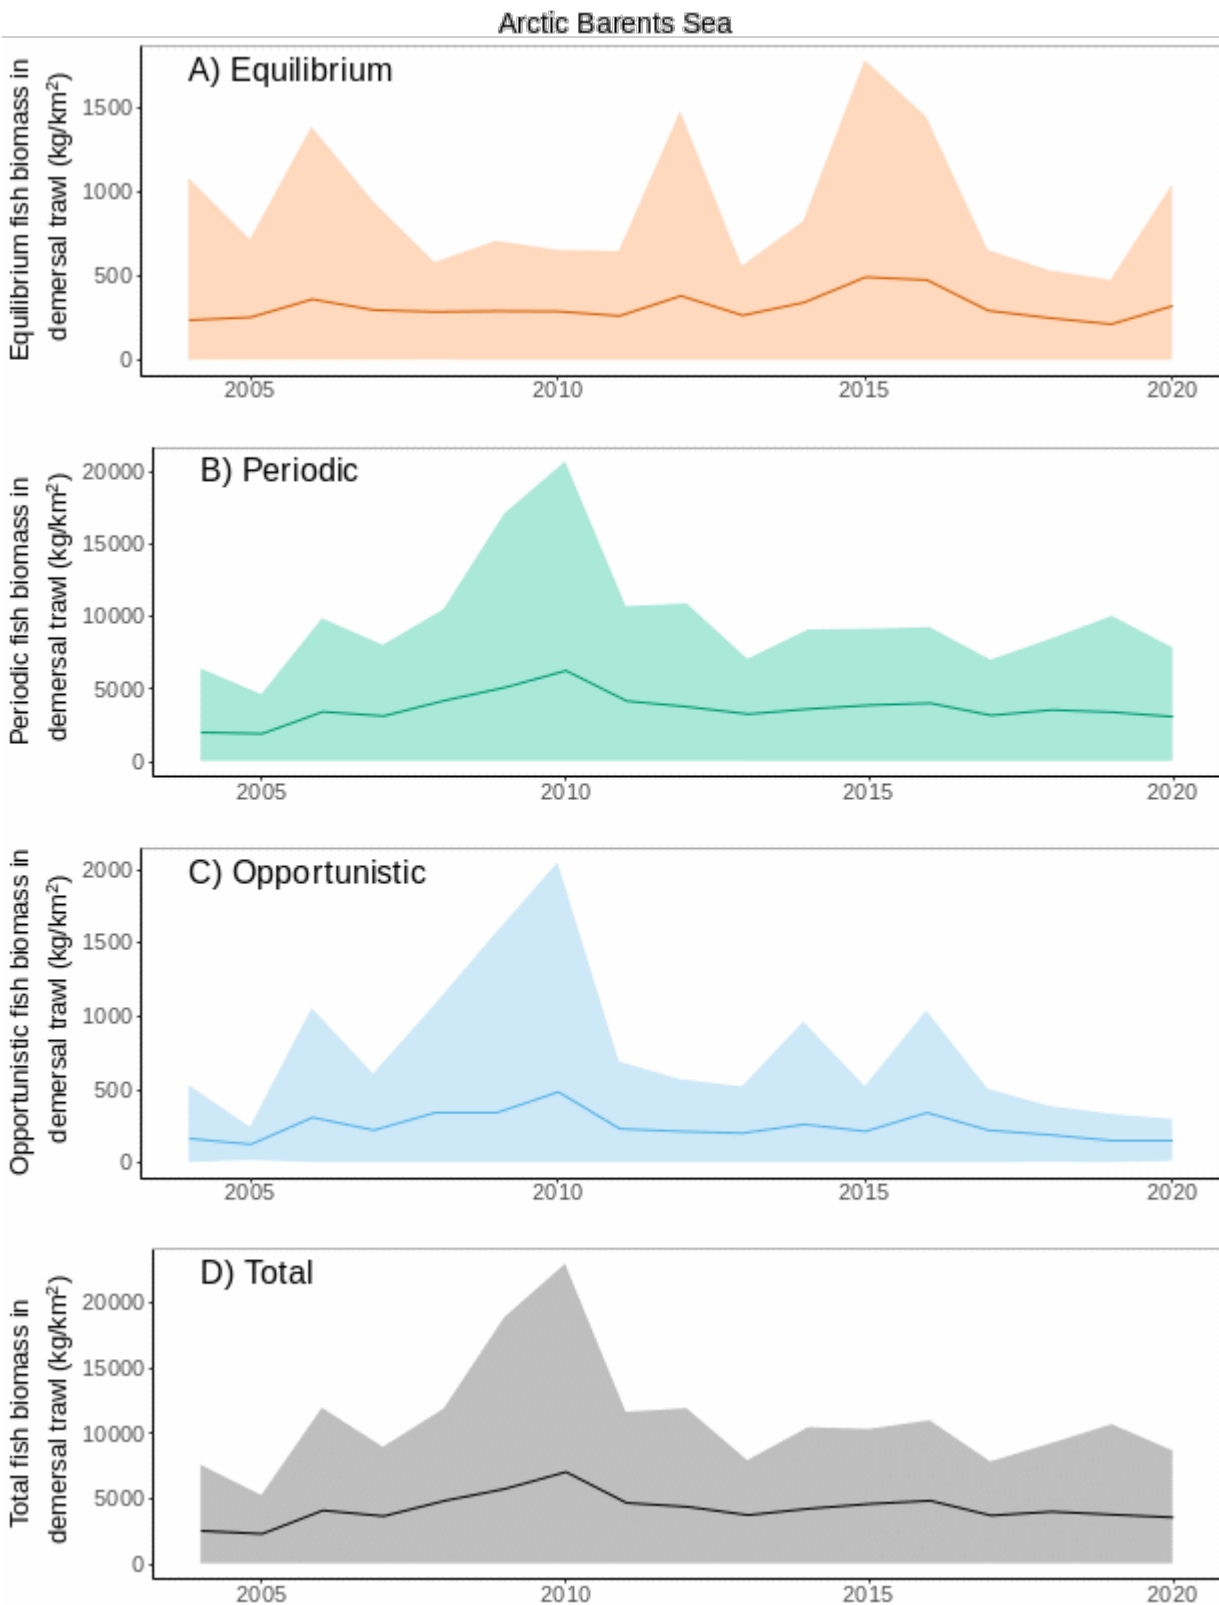 Arctic Barents Sea
A) Equilibrium
Equilibrium fish biomass in
demersal trawl (kg/km²)
1500
1000
500
0
2005 2010 2015 2020
B) Periodic
Periodic fish biomass in
demersal trawl (kg/km²)
20000
15000
10000
5000
0
2005 2010 2015 2020
C) Opportunistic
Opportunistic fish biomass in
demersal trawl (kg/km²)
2000
1500
1000
500
0
2005 2010 2015 2020
D) Total
Total fish biomass in
demersal trawl (kg/km²)
20000
15000
10000
5000
0
2005 2010 2015 2020